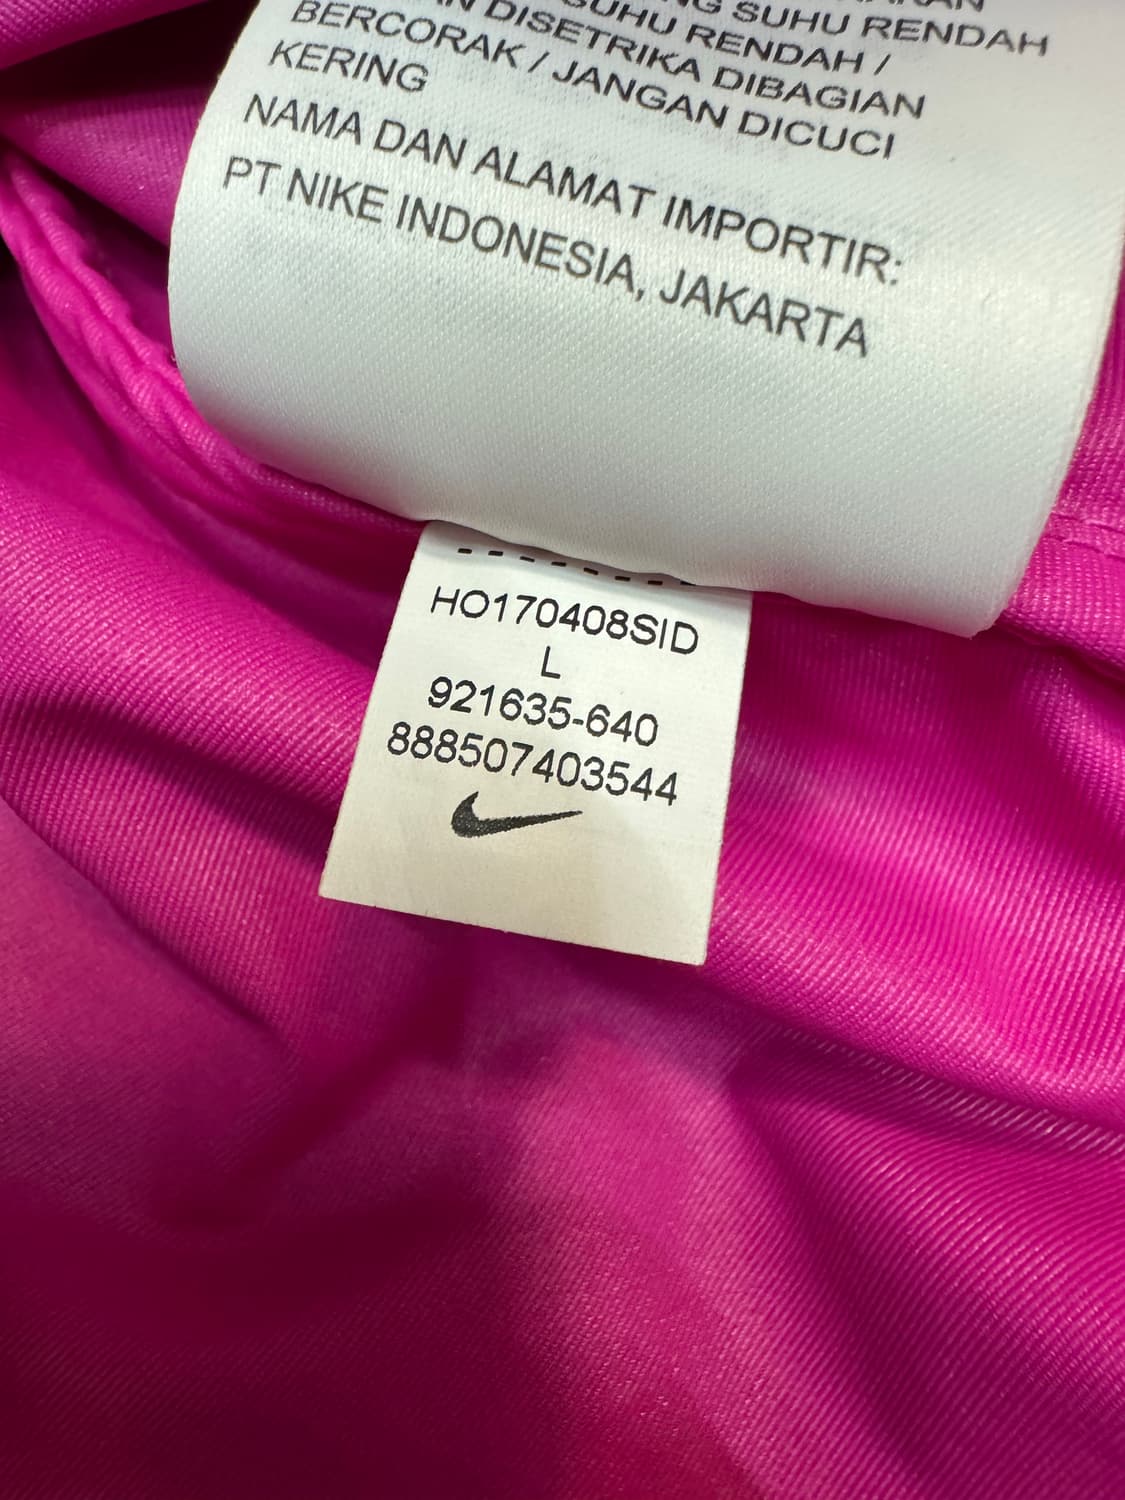 SUHU RENDAH
SUHU RENDAH /
DISETRIKA DIBAGIAN
BERCORAK / JANGAN DICUCI
KERING
NAMA DAN ALAMAT IMPORTIR:
PT NIKE INDONESIA, JAKARTA
HO170408SID
L
921635-640
888507403544